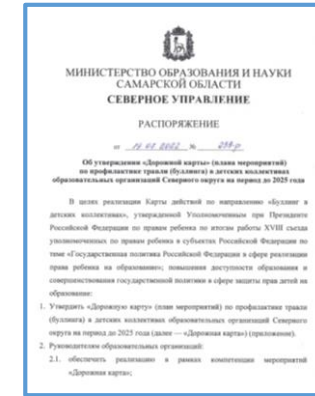 МИНИСТЕРСТВО ОБРАЗОВАНИЯ И НАУКИ
САМАРСКОЙ ОБЛАСТИ
СЕВЕРНОЕ УПРАВЛЕНИЕ
РАСПОРЯЖЕНИЕ
от 2022 №
Об утверждении «Дорожной карты» (плана мероприятий)
по профилактике травли (буллинга) в детских коллективах
образовательных организаций Северного округа на период до 2025 года
В целях реализации Карты действий по направлению «Буллинг в
детских коллективах», утвержденной Уполномоченным при Президенте
Российской Федерации по правам ребенка по итогам работы XVIII съезда
уполномоченных по правам ребенка в субъектах Российской Федерации по
теме «Государственная политика Российской Федерации в сфере реализации
права ребенка на образование»; повышения доступности образования и
совершенствования государственной политики в сфере защиты прав детей на
образование:
1. Утвердить «Дорожную карту» (план мероприятий) по профилактике травли
(буллинга) в детских коллективах образовательных организаций Северного
округа на период до 2025 года (далее — «Дорожная карта») (приложение).
2. Руководителям образовательных организаций:
2.1. обеспечить реализацию в рамках компетенции мероприятий
«Дорожная карта»;